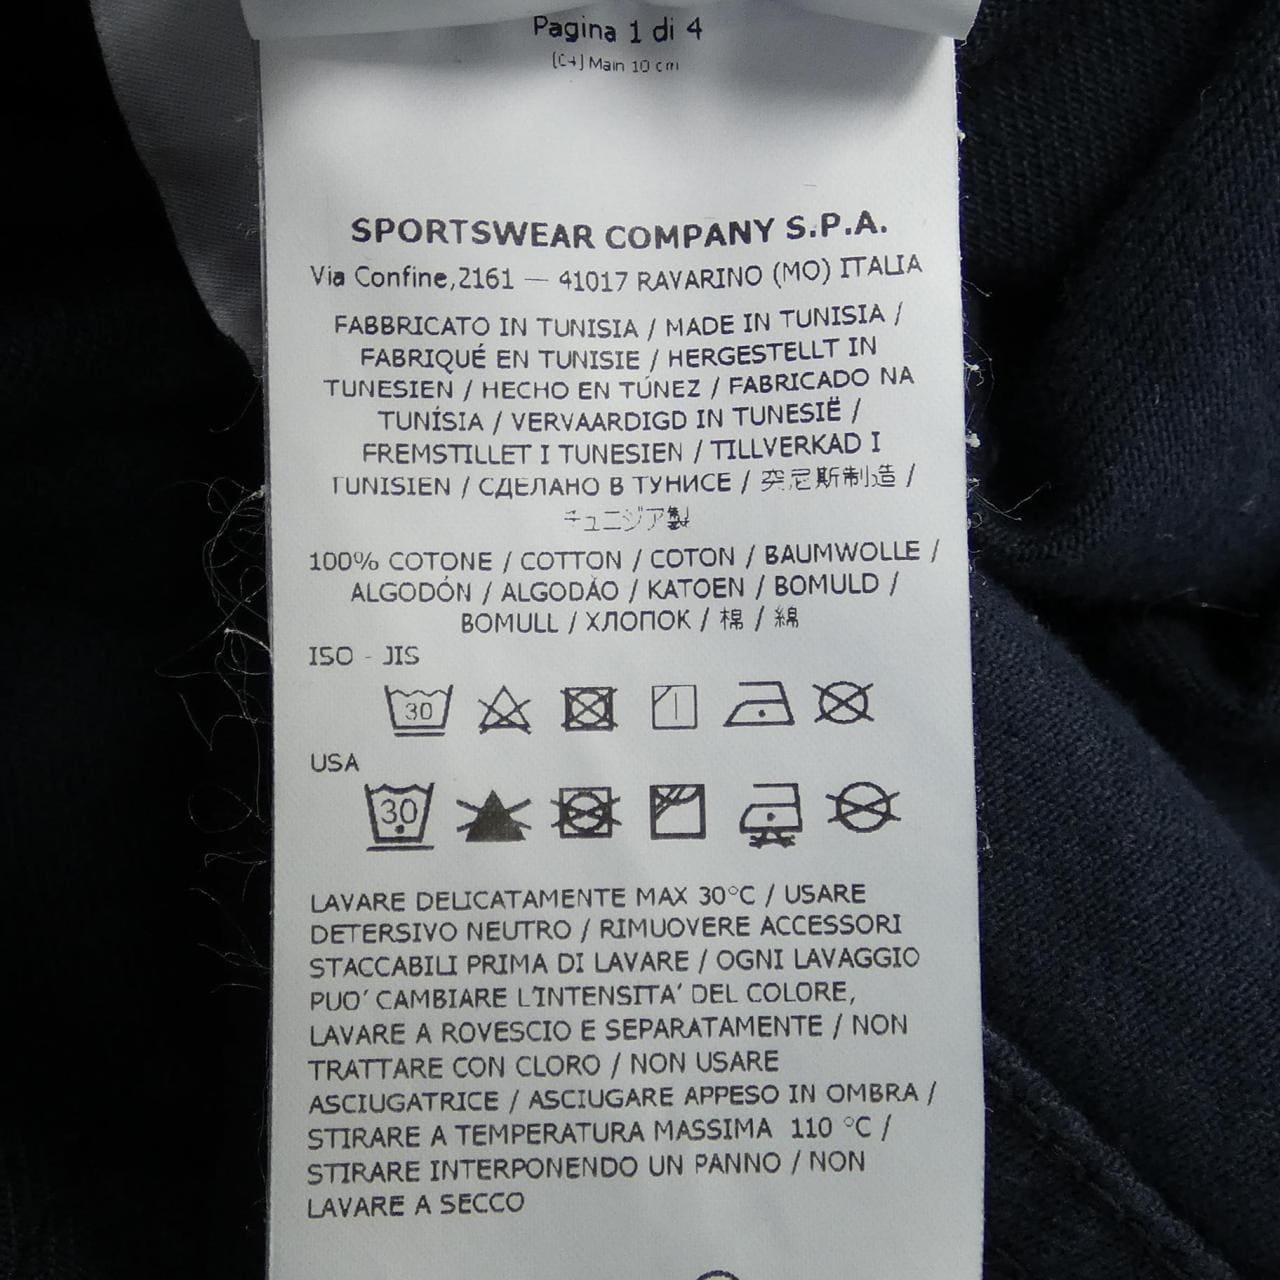 Pagina 1 di 4
[C4] Main 10 cm
SPORTSWEAR COMPANY S.P.A.
Via Confine,2161 — 41017 RAVARINO (MO) ITALIA
FABBRICATO IN TUNISIA / MADE IN TUNISIA /
FABRIQUÉ EN TUNISIE / HERGESTELLT IN
TUNESIEN / HECHO EN TÚNEZ / FABRICADO NA
TUNÍSIA / VERVAARDIGD IN TUNESIË /
FREMSTILLET I TUNESIEN / TILLVERKAD I
TUNISIEN / СДЕЛАНО В ТУНИСЕ / 突尼斯制造 /
チュニジア製
100% COTONE / COTTON / COTON / BAUMWOLLE /
ALGODÓN / ALGODÃO / KATOEN / BOMULD /
BOMULL / ХЛОПОК / 棉 / 綿
ISO - JIS
30
USA
30
LAVARE DELICATAMENTE MAX 30°C / USARE
DETERSIVO NEUTRO / RIMUOVERE ACCESSORI
STACCABILI PRIMA DI LAVARE / OGNI LAVAGGIO
PUO' CAMBIARE L'INTENSITA' DEL COLORE,
LAVARE A ROVESCIO E SEPARATAMENTE / NON
TRATTARE CON CLORO / NON USARE
ASCIUGATRICE / ASCIUGARE APPESO IN OMBRA /
STIRARE A TEMPERATURA MASSIMA 110 °C /
STIRARE INTERPONENDO UN PANNO / NON
LAVARE A SECCO